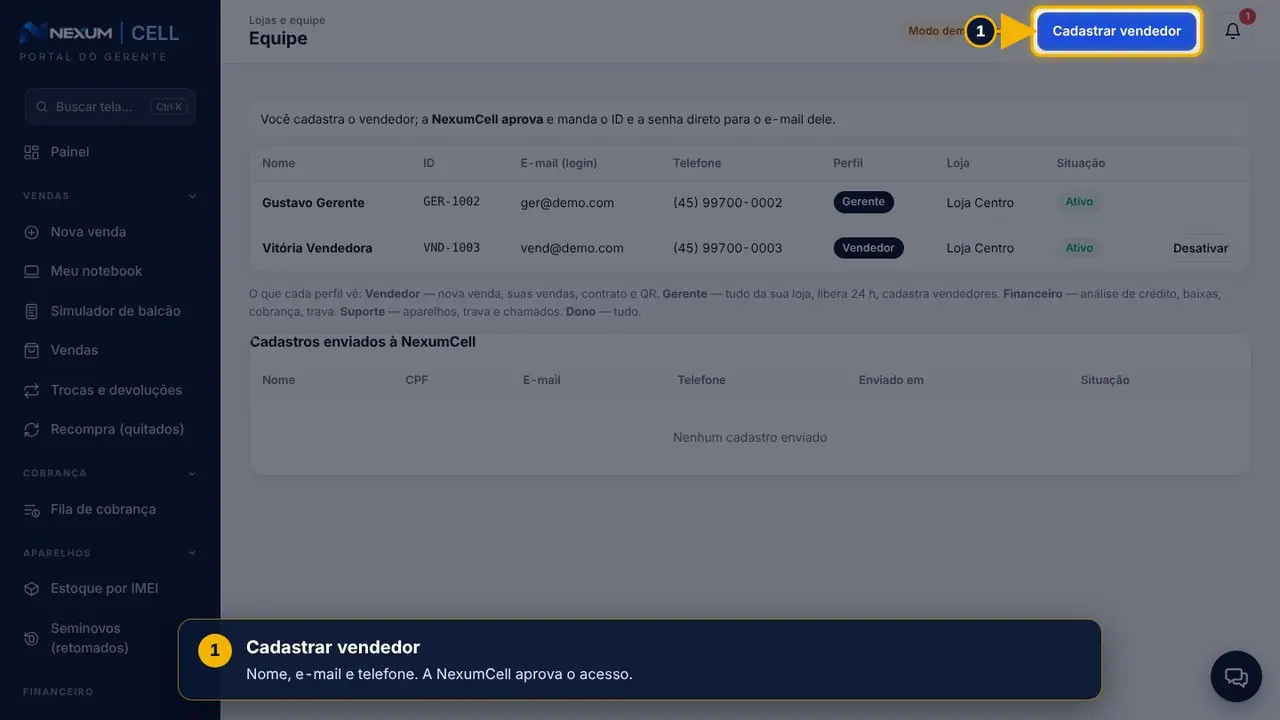 NEXUM | CELL
PORTAL DO GERENTE
Buscar tela... Ctrl K
Painel
VENDAS
Nova venda
Meu notebook
Simulador de balcão
Vendas
Trocas e devoluções
Recompra (quitados)
COBRANÇA
Fila de cobrança
APARELHOS
Estoque por IMEI
Seminovos
(retomados)
FINANCEIRO
Lojas e equipe
Equipe
Modo dem
1
Cadastrar vendedor
1
Você cadastra o vendedor; a NexumCell aprova e manda o ID e a senha direto para o e-mail dele.
Nome ID E-mail (login) Telefone Perfil Loja Situação
Gustavo Gerente GER-1002 ger@demo.com (45) 99700-0002 Gerente Loja Centro Ativo
Vitória Vendedora VND-1003 vend@demo.com (45) 99700-0003 Vendedor Loja Centro Ativo Desativar
O que cada perfil vê: Vendedor — nova venda, suas vendas, contrato e QR. Gerente — tudo da sua loja, libera 24 h, cadastra vendedores. Financeiro — análise de crédito, baixas,
cobrança, trava. Suporte — aparelhos, trava e chamados. Dono — tudo.
Cadastros enviados à NexumCell
Nome CPF E-mail Telefone Enviado em Situação
Nenhum cadastro enviado
1 Cadastrar vendedor
Nome, e-mail e telefone. A NexumCell aprova o acesso.